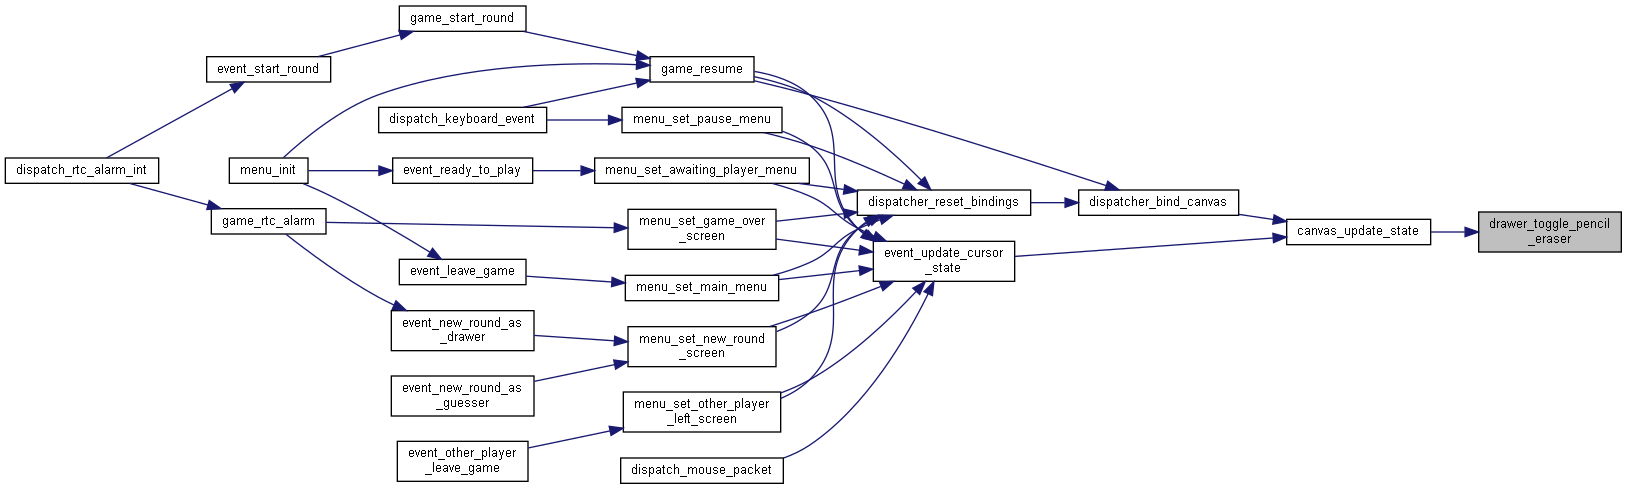 game_start_round
event_start_round
game_resume
dispatch_keyboard_event
menu_set_pause_menu
dispatch_rtc_alarm_int
menu_init
event_ready_to_play
menu_set_awaiting_player_menu
dispatcher_reset_bindings
dispatcher_bind_canvas
game_rtc_alarm
menu_set_game_over
_screen
canvas_update_state
drawer_toggle_pencil
_eraser
event_leave_game
menu_set_main_menu
event_update_cursor
_state
event_new_round_as
_drawer
menu_set_new_round
_screen
event_new_round_as
_guesser
menu_set_other_player
_left_screen
event_other_player
_leave_game
dispatch_mouse_packet